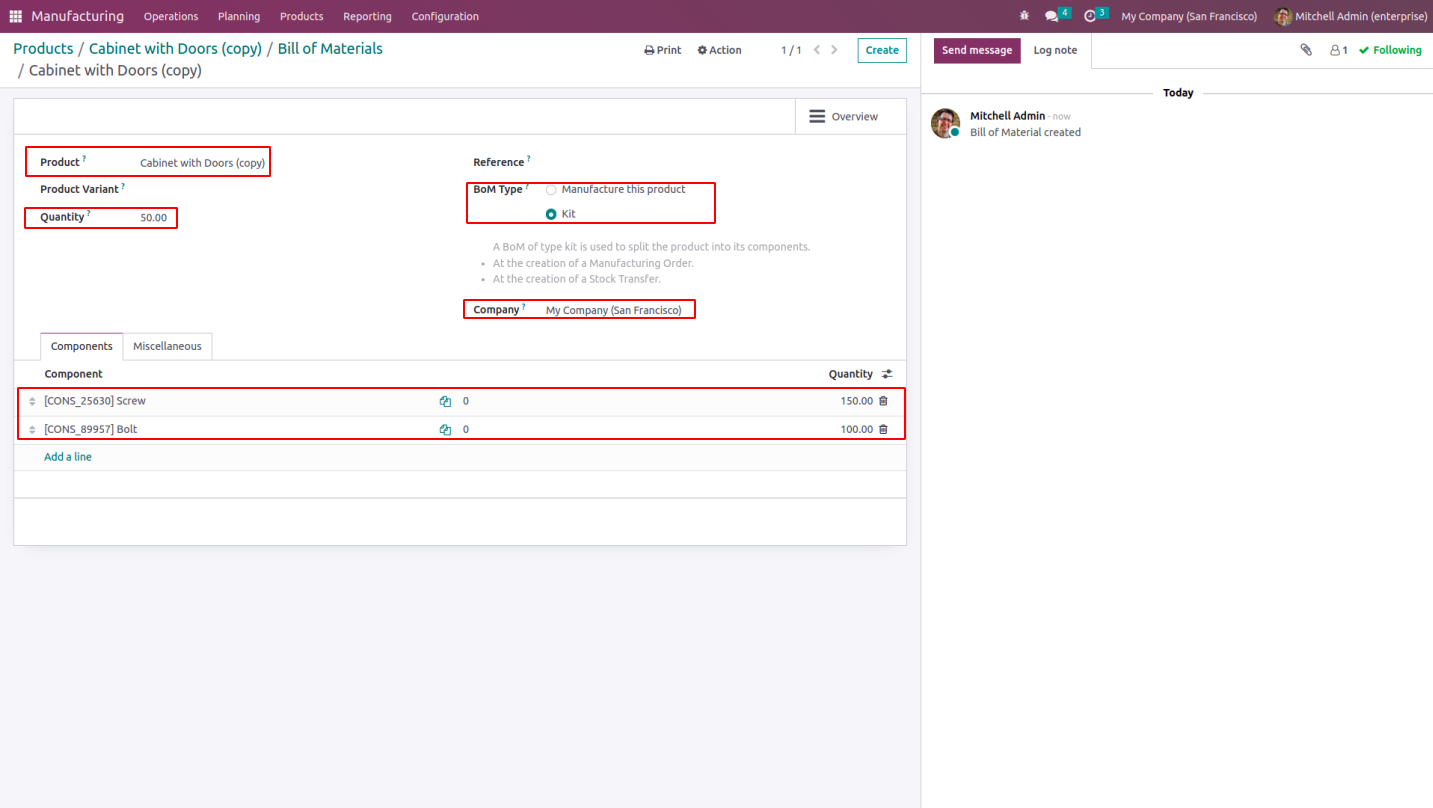 Manufacturing Operations Planning Products Reporting Configuration 4 3 My Company (San Francisco) Mitchell Admin (enterprise)
Products / Cabinet with Doors (copy) / Bill of Materials
/ Cabinet with Doors (copy)
Print Action 1 / 1 Create
Send message Log note 1 Following
Overview
Today
Mitchell Admin - now
Bill of Material created
Product ? Cabinet with Doors (copy)
Product Variant ?
Quantity ? 50.00
Reference ?
BoM Type ? Manufacture this product
Kit
A BoM of type kit is used to split the product into its components.
• At the creation of a Manufacturing Order.
• At the creation of a Stock Transfer.
Company ? My Company (San Francisco)
Components Miscellaneous
Component Quantity
[CONS_25630] Screw 0 150.00
[CONS_89957] Bolt 0 100.00
Add a line